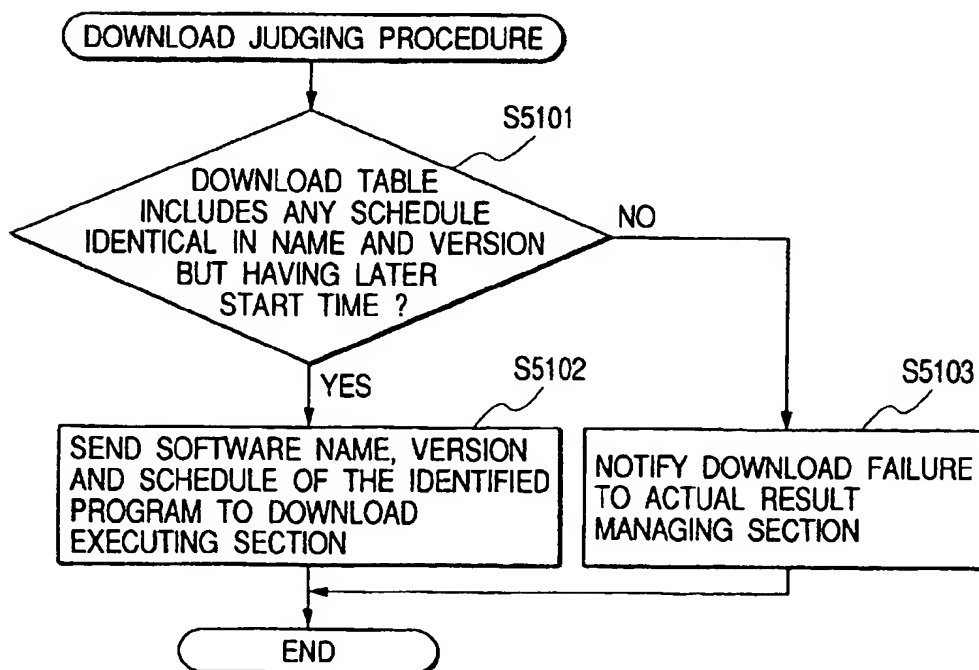 DOWNLOAD JUDGING PROCEDURE
S5101
DOWNLOAD TABLE
INCLUDES ANY SCHEDULE
IDENTICAL IN NAME AND VERSION
BUT HAVING LATER
START TIME ?
NO
YES
S5102
SEND SOFTWARE NAME, VERSION
AND SCHEDULE OF THE IDENTIFIED
PROGRAM TO DOWNLOAD
EXECUTING SECTION
S5103
NOTIFY DOWNLOAD FAILURE
TO ACTUAL RESULT
MANAGING SECTION
END